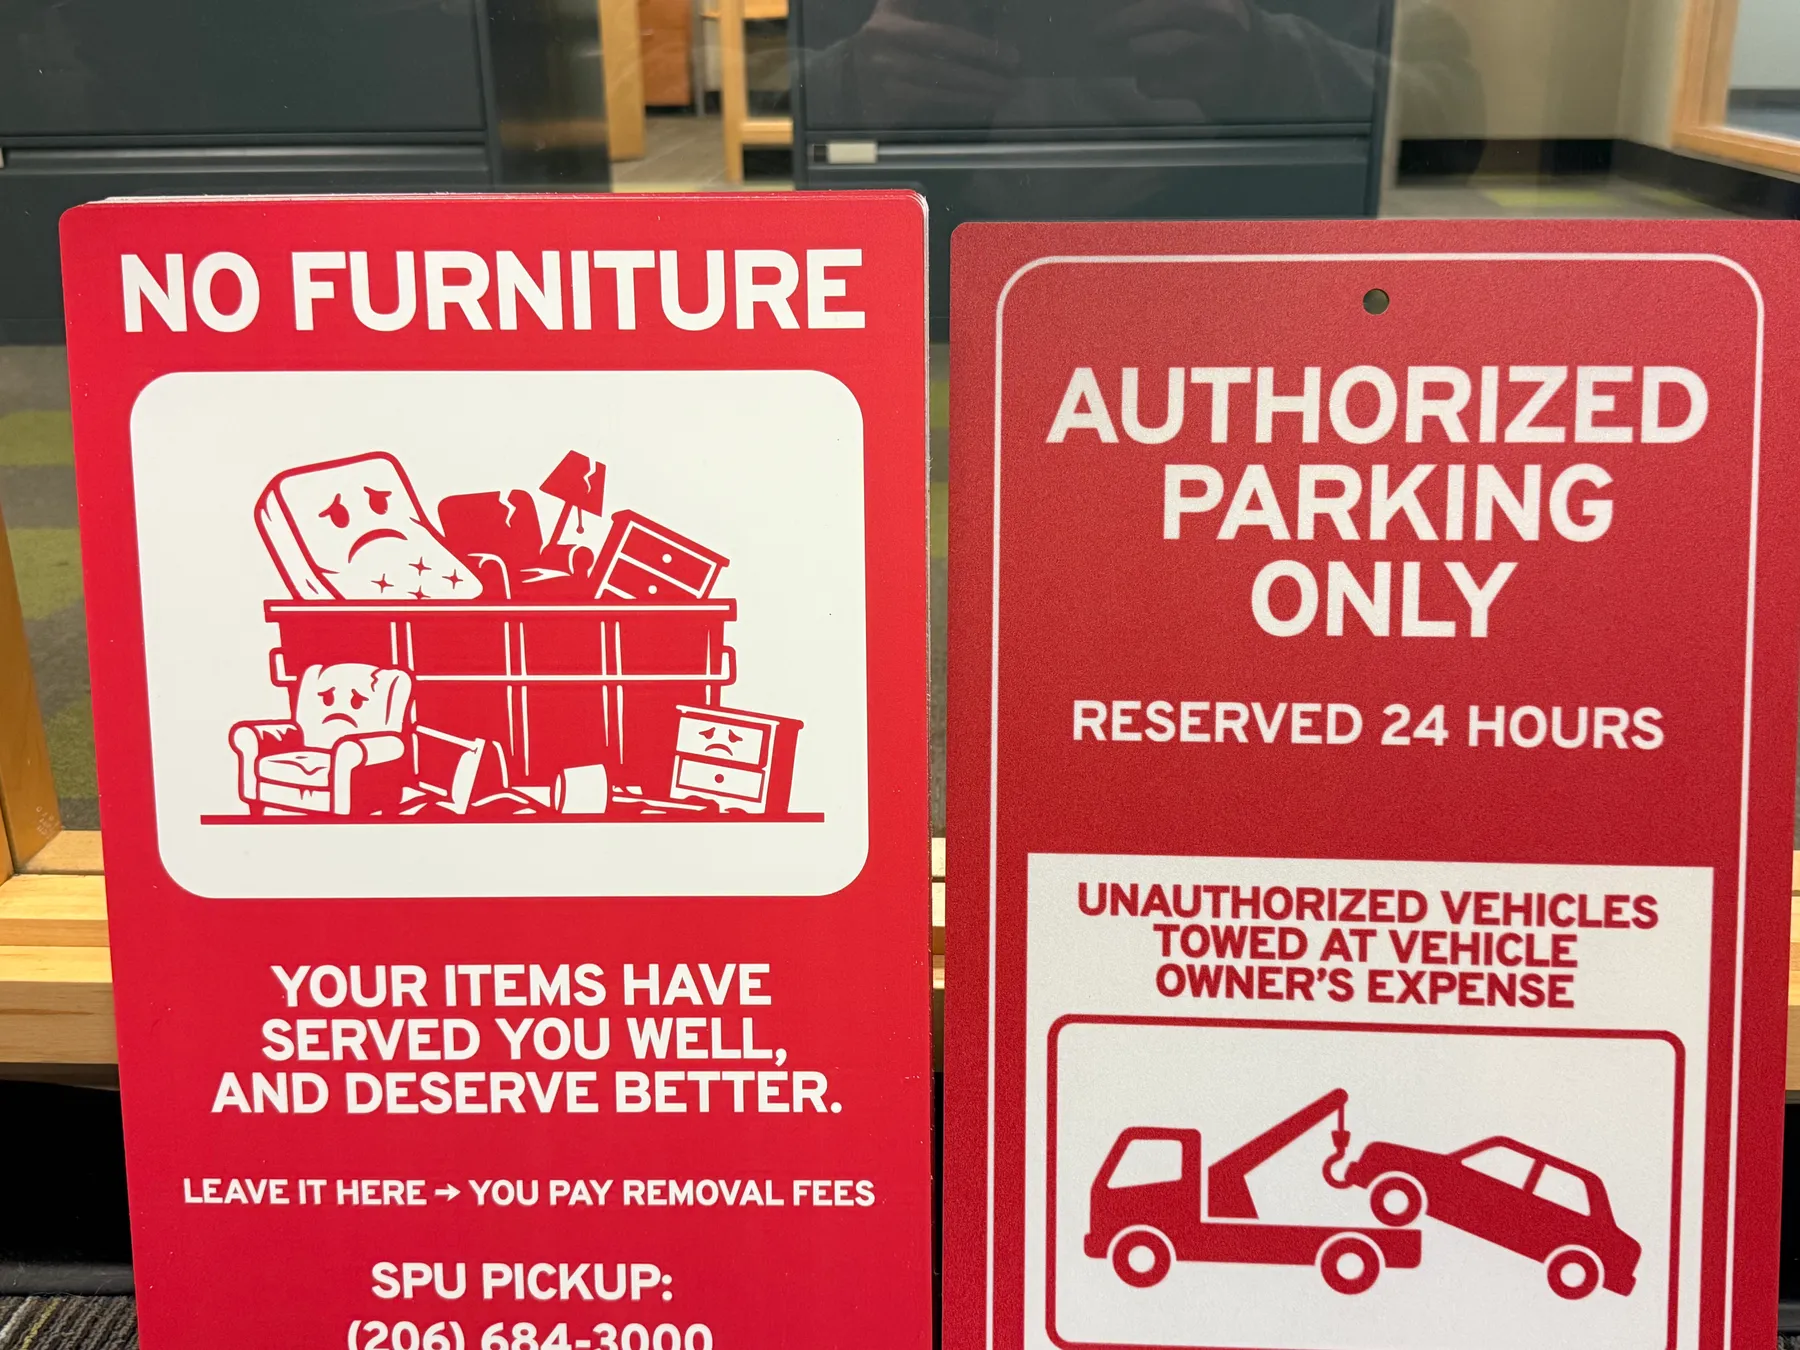 NO FURNITURE
YOUR ITEMS HAVE
SERVED YOU WELL,
AND DESERVE BETTER.
LEAVE IT HERE → YOU PAY REMOVAL FEES
SPU PICKUP:
(206) 684-3000
AUTHORIZED
PARKING
ONLY
RESERVED 24 HOURS
UNAUTHORIZED VEHICLES
TOWED AT VEHICLE
OWNER'S EXPENSE